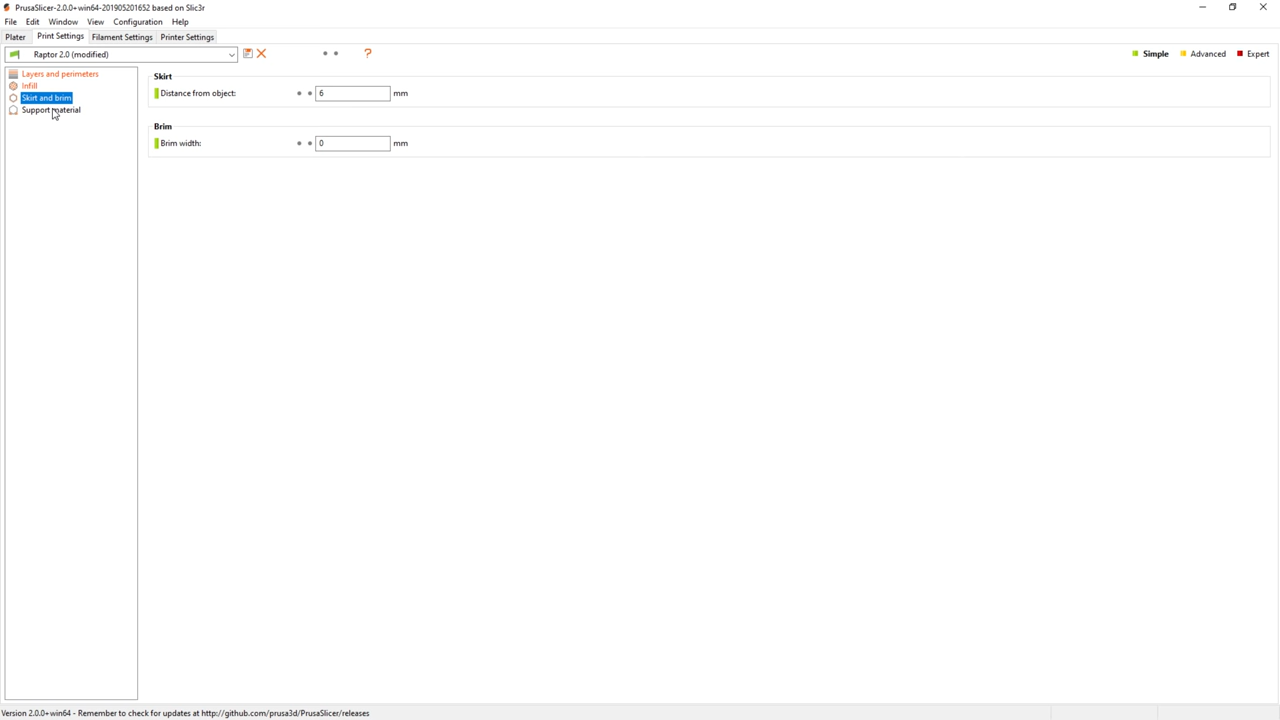 PrusaSlicer-2.0.0+win64-201905201652 based on Slic3r
File Edit Window View Configuration Help
Plater Print Settings Filament Settings Printer Settings
Raptor 2.0 (modified) ? Simple Advanced Expert
Layers and perimeters
Infill
Skirt and brim
Support material
Skirt
Distance from object: 6 mm
Brim
Brim width: 0 mm
Version 2.0.0+win64 - Remember to check for updates at http://github.com/prusa3d/PrusaSlicer/releases